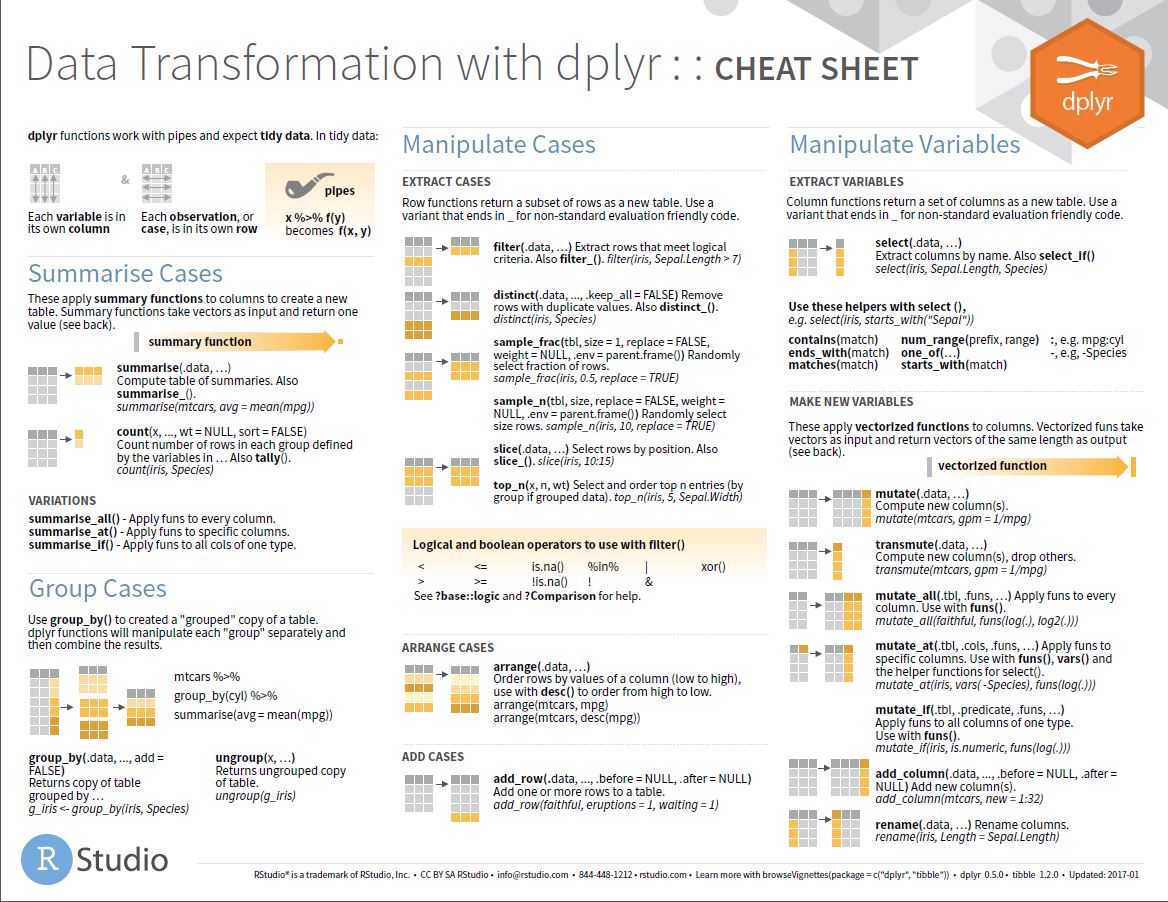 Data Transformation with dplyr : : CHEAT SHEET
dplyr
dplyr functions work with pipes and expect tidy data. In tidy data:
A B C
&
A B C
pipes
Each variable is in
its own column
Each observation, or
case, is in its own row
x %>% f(y)
becomes f(x, y)
Summarise Cases
These apply summary functions to columns to create a new
table. Summary functions take vectors as input and return one
value (see back).
summary function
summarise(.data, …)
Compute table of summaries. Also
summarise_().
summarise(mtcars, avg = mean(mpg))
count(x, ..., wt = NULL, sort = FALSE)
Count number of rows in each group defined
by the variables in … Also tally().
count(iris, Species)
VARIATIONS
summarise_all() - Apply funs to every column.
summarise_at() - Apply funs to specific columns.
summarise_if() - Apply funs to all cols of one type.
Group Cases
Use group_by() to created a "grouped" copy of a table.
dplyr functions will manipulate each "group" separately and
then combine the results.
mtcars %>%
group_by(cyl) %>%
summarise(avg = mean(mpg))
group_by(.data, ..., add =
FALSE)
Returns copy of table
grouped by …
g_iris <- group_by(iris, Species)
ungroup(x, …)
Returns ungrouped copy
of table.
ungroup(g_iris)
Manipulate Cases
EXTRACT CASES
Row functions return a subset of rows as a new table. Use a
variant that ends in _ for non-standard evaluation friendly code.
filter(.data, …) Extract rows that meet logical
criteria. Also filter_(). filter(iris, Sepal.Length > 7)
distinct(.data, ..., .keep_all = FALSE) Remove
rows with duplicate values. Also distinct_().
distinct(iris, Species)
sample_frac(tbl, size = 1, replace = FALSE,
weight = NULL, .env = parent.frame()) Randomly
select fraction of rows.
sample_frac(iris, 0.5, replace = TRUE)
sample_n(tbl, size, replace = FALSE, weight =
NULL, .env = parent.frame()) Randomly select
size rows. sample_n(iris, 10, replace = TRUE)
slice(.data, …) Select rows by position. Also
slice_(). slice(iris, 10:15)
top_n(x, n, wt) Select and order top n entries (by
group if grouped data). top_n(iris, 5, Sepal.Width)
Logical and boolean operators to use with filter()
< <= is.na() %in% | xor()
> >= !is.na() ! &
See ?base::logic and ?Comparison for help.
ARRANGE CASES
arrange(.data, …)
Order rows by values of a column (low to high),
use with desc() to order from high to low.
arrange(mtcars, mpg)
arrange(mtcars, desc(mpg))
ADD CASES
add_row(.data, ..., .before = NULL, .after = NULL)
Add one or more rows to a table.
add_row(faithful, eruptions = 1, waiting = 1)
Manipulate Variables
EXTRACT VARIABLES
Column functions return a set of columns as a new table. Use a
variant that ends in _ for non-standard evaluation friendly code.
select(.data, …)
Extract columns by name. Also select_if()
select(iris, Sepal.Length, Species)
Use these helpers with select (),
e.g. select(iris, starts_with("Sepal"))
contains(match) num_range(prefix, range) :, e.g. mpg:cyl
ends_with(match) one_of(…) -, e.g, -Species
matches(match) starts_with(match)
MAKE NEW VARIABLES
These apply vectorized functions to columns. Vectorized funs take
vectors as input and return vectors of the same length as output
(see back).
vectorized function
mutate(.data, …)
Compute new column(s).
mutate(mtcars, gpm = 1/mpg)
transmute(.data, …)
Compute new column(s), drop others.
transmute(mtcars, gpm = 1/mpg)
mutate_all(.tbl, .funs, …) Apply funs to every
column. Use with funs().
mutate_all(faithful, funs(log(.), log2(.)))
mutate_at(.tbl, .cols, .funs, …) Apply funs to
specific columns. Use with funs(), vars() and
the helper functions for select().
mutate_at(iris, vars( -Species), funs(log(.)))
mutate_if(.tbl, .predicate, .funs, …)
Apply funs to all columns of one type.
Use with funs().
mutate_if(iris, is.numeric, funs(log(.)))
add_column(.data, ..., .before = NULL, .after =
NULL) Add new column(s).
add_column(mtcars, new = 1:32)
rename(.data, …) Rename columns.
rename(iris, Length = Sepal.Length)
R Studio
RStudio® is a trademark of RStudio, Inc. • CC BY SA RStudio • info@rstudio.com • 844-448-1212 • rstudio.com • Learn more with browseVignettes(package = c("dplyr", "tibble")) • dplyr 0.5.0 • tibble 1.2.0 • Updated: 2017-01